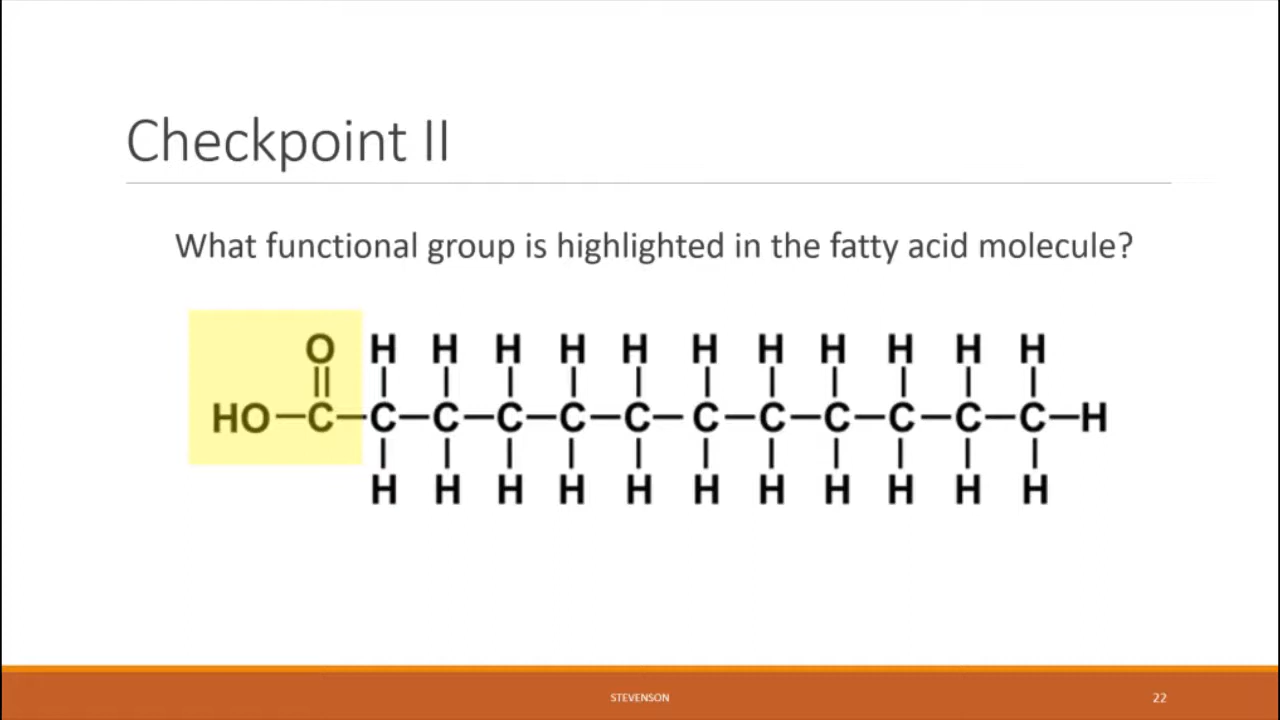 Checkpoint II
What functional group is highlighted in the fatty acid molecule?
O H H H H H H H H H H H
HO C C C C C C C C C C C C H
H H H H H H H H H H H
STEVENSON
22